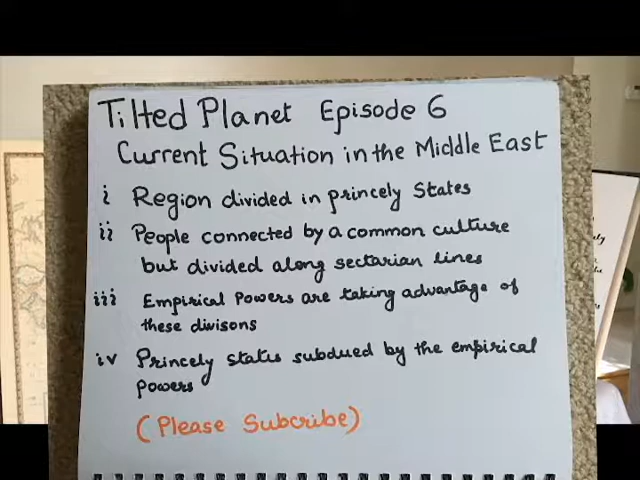 Tilted Planet Episode 6
Current Situation in the Middle East
i Region divided in princely States
ii People connected by a common culture
but divided along sectarian lines
iii Empirical Powers are taking advantage of
these divisons
iv Princely states subdued by the empirical
powers
(Please Subcribe)